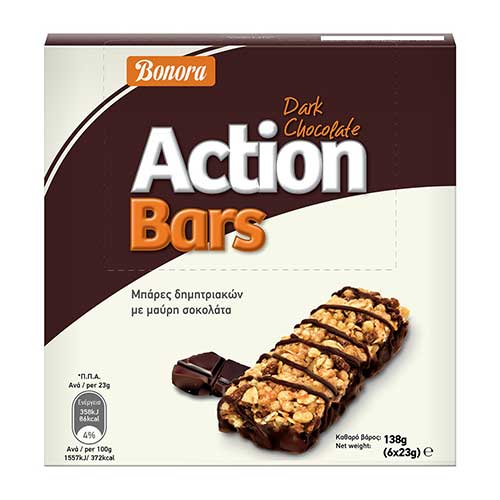 Bonora
Dark
Chocolate
Action
Bars
Μπάρες δημητριακών
με μαύρη σοκολάτα
*Π.Π.Α.
Ανά / per 23g
Ενέργεια
358kJ
86kcal
4%
Ανά / per 100g
1557kJ/ 372kcal
Καθαρό βάρος: 138g
Net weight: (6x23g) ℮